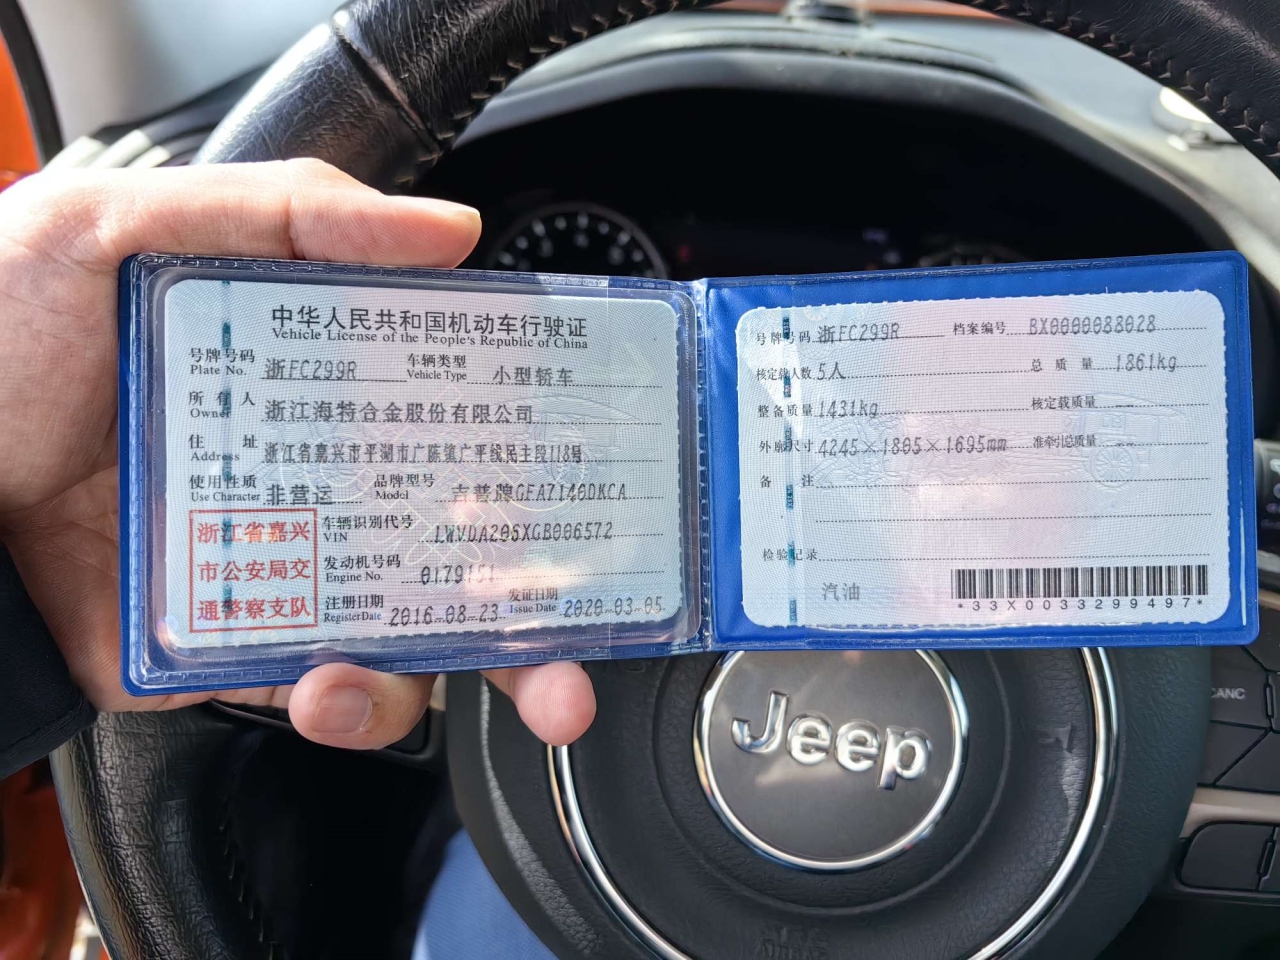 中华人民共和国机动车行驶证
Vehicle License of the People's Republic of China
号牌号码 Plate No. 浙FC299R 车辆类型 Vehicle Type 小型轿车
所有人 Owner 浙江海特合金股份有限公司
住址 Address 浙江省嘉兴市平湖市广陈镇广平线民主段118号
使用性质 Use Character 非营运 品牌型号 Model 吉普牌GFA7140DKCA
浙江省嘉兴
市公安局交
通警察支队
车辆识别代号 VIN LWVDA205XGB006572
发动机号码 Engine No. 0179151
注册日期 Register Date 2016-08-23 发证日期 Issue Date 2020-03-05
号牌号码 浙FC299R 档案编号 BX0000088028
核定载人数 5人 总质量 1861kg
整备质量 1431kg 核定载质量 --
外廓尺寸 4245×1805×1695mm 准牵引总质量 --
备注
检验记录
汽油
*33X0033299497*
Jeep
CANC